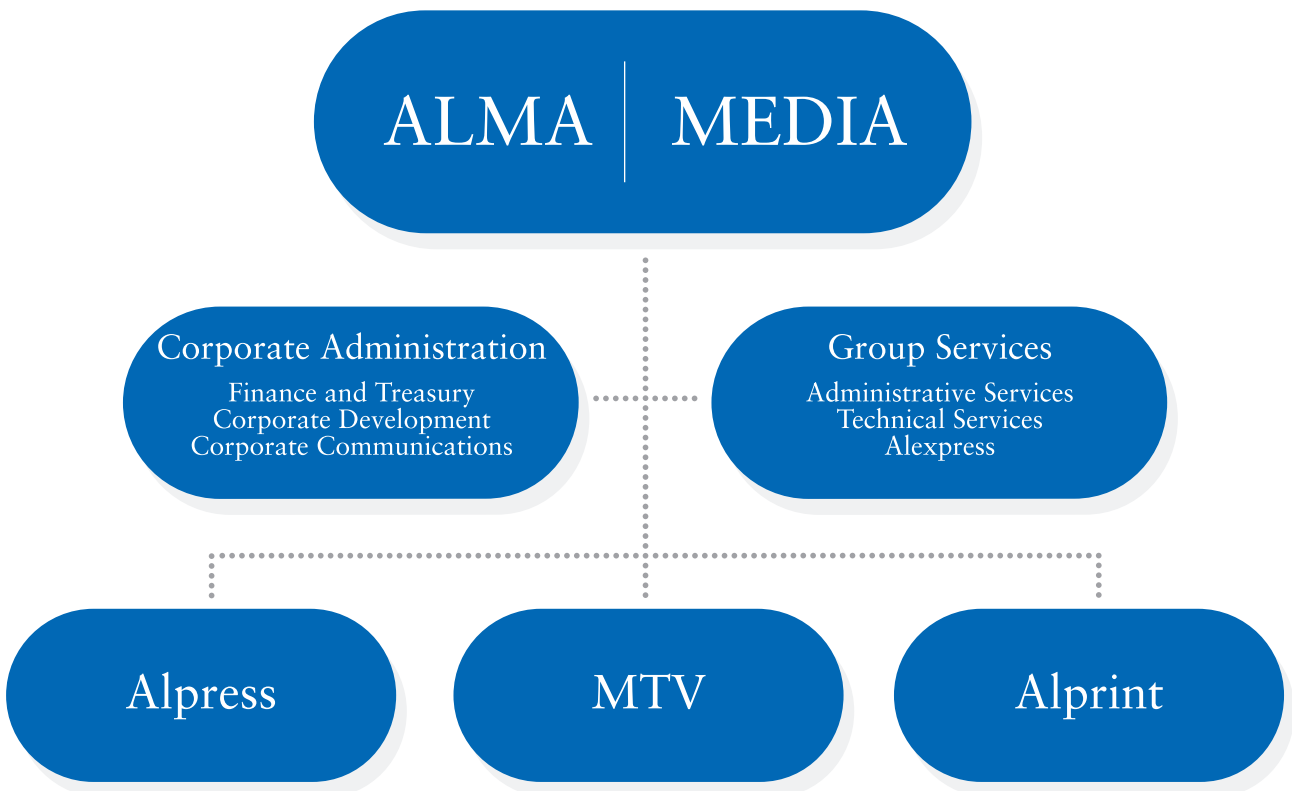 ALMA MEDIA
Corporate Administration
Finance and Treasury
Corporate Development
Corporate Communications
Group Services
Administrative Services
Technical Services
Alexpress
Alpress
MTV
Alprint